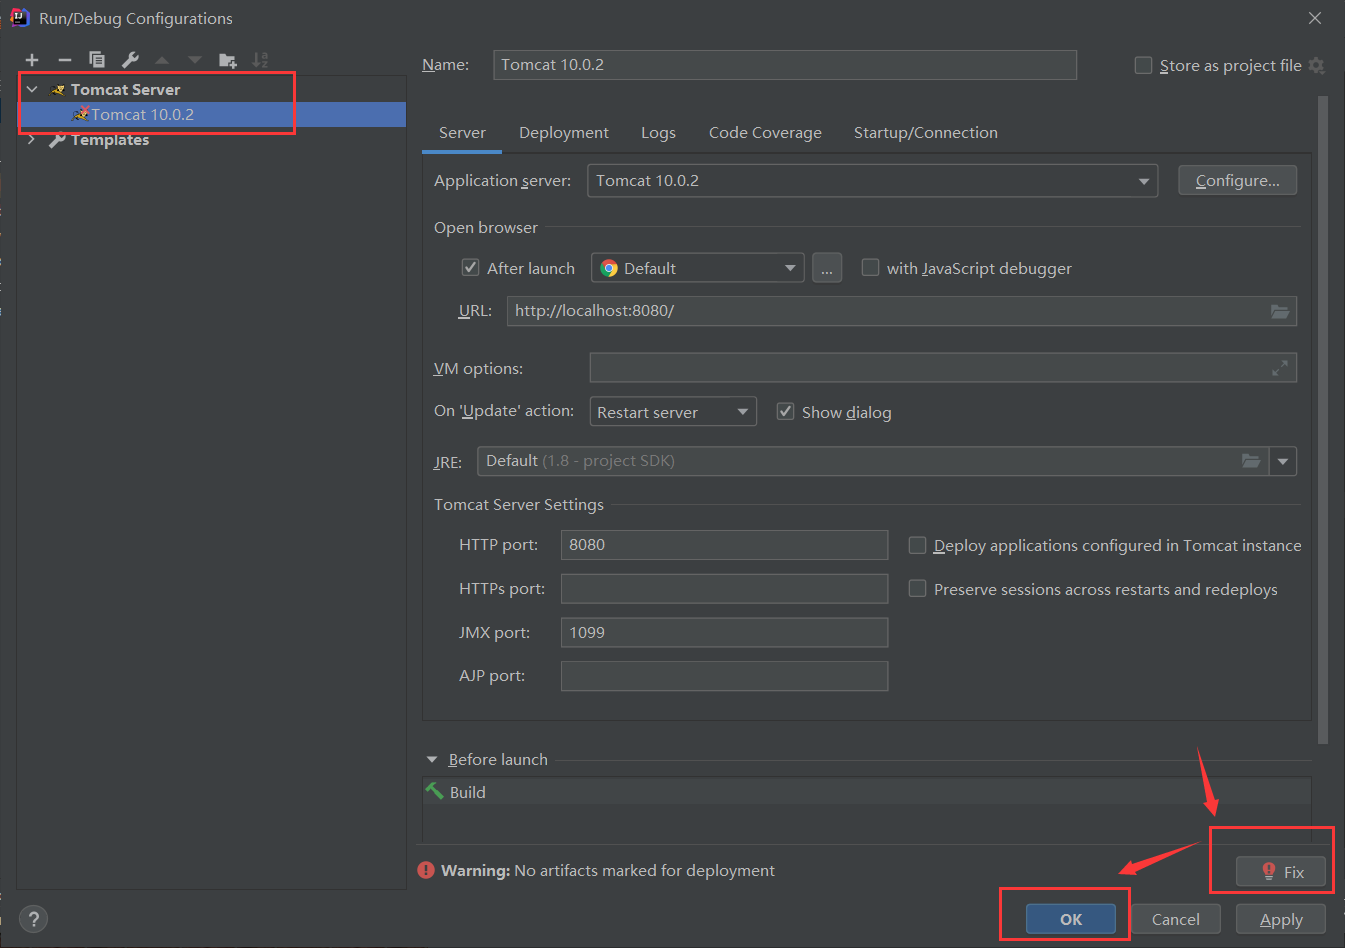 Run/Debug Configurations
Tomcat Server
Tomcat 10.0.2
Templates
Name: Tomcat 10.0.2 Store as project file
Server Deployment Logs Code Coverage Startup/Connection
Application server: Tomcat 10.0.2 Configure...
Open browser
After launch Default ... with JavaScript debugger
URL: http://localhost:8080/
VM options:
On 'Update' action: Restart server Show dialog
JRE: Default (1.8 - project SDK)
Tomcat Server Settings
HTTP port: 8080 Deploy applications configured in Tomcat instance
HTTPs port: Preserve sessions across restarts and redeploys
JMX port: 1099
AJP port:
Before launch
Build
Warning: No artifacts marked for deployment Fix
? OK Cancel Apply